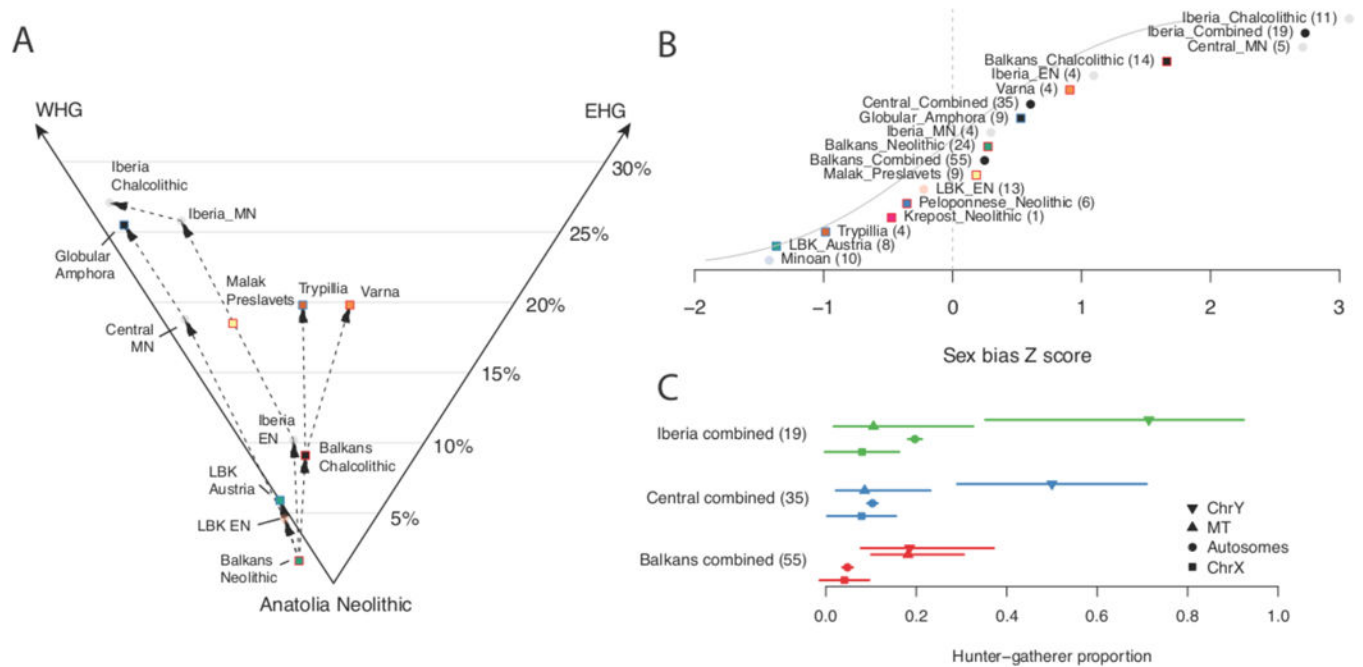 A
WHG
EHG
30%
Iberia
Chalcolithic
Iberia_MN
25%
Globular
Amphora
Malak
Preslavets
Trypillia
Varna
20%
Central
MN
15%
Iberia
EN
10%
Balkans
Chalcolithic
LBK
Austria
LBK EN
5%
Balkans
Neolithic
Anatolia Neolithic
B
Iberia_Chalcolithic (11)
Iberia_Combined (19)
Central_MN (5)
Balkans_Chalcolithic (14)
Iberia_EN (4)
Varna (4)
Central_Combined (35)
Globular_Amphora (9)
Iberia_MN (4)
Balkans_Neolithic (24)
Balkans_Combined (55)
Malak_Preslavets (9)
LBK_EN (13)
Peloponnese_Neolithic (6)
Krepost_Neolithic (1)
Trypillia (4)
LBK_Austria (8)
Minoan (10)
−2 −1 0 1 2 3
Sex bias Z score
C
Iberia combined (19)
Central combined (35)
Balkans combined (55)
ChrY
MT
Autosomes
ChrX
0.0 0.2 0.4 0.6 0.8 1.0
Hunter−gatherer proportion